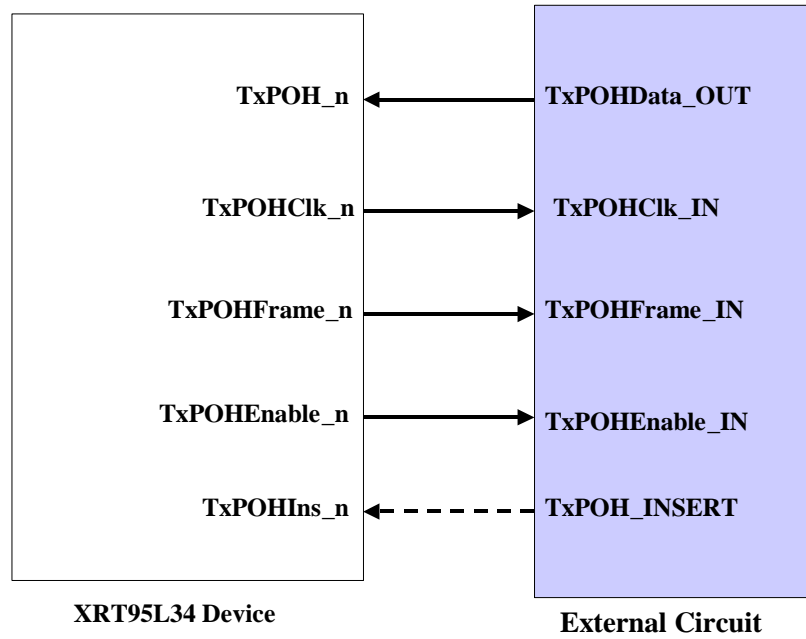 TxPOH_n
TxPOHData_OUT
TxPOHClk_n
TxPOHClk_IN
TxPOHFrame_n
TxPOHFrame_IN
TxPOHEnable_n
TxPOHEnable_IN
TxPOHIns_n
TxPOH_INSERT
XRT95L34 Device
External Circuit